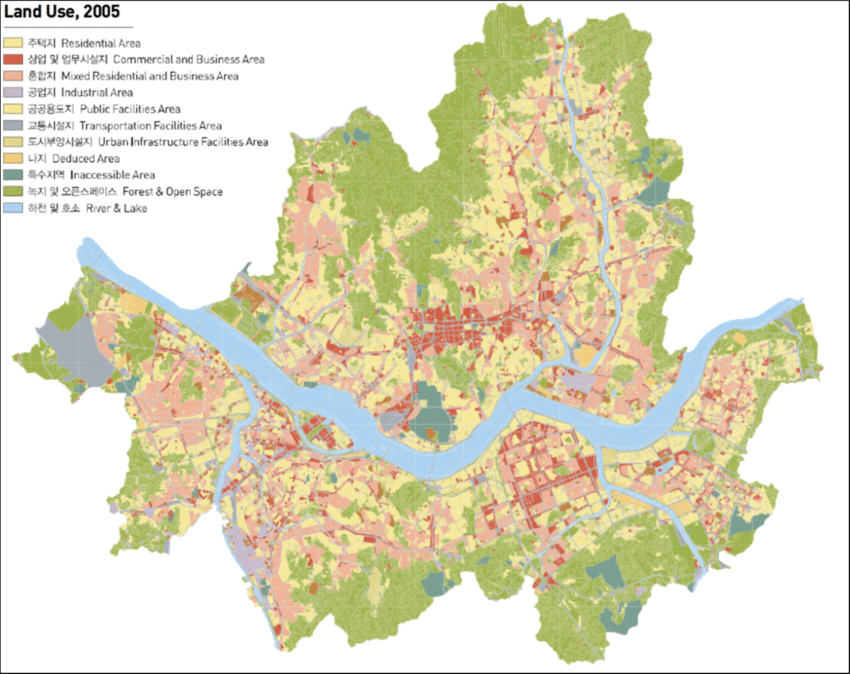 Land Use, 2005
주택지 Residential Area
상업 및 업무시설지 Commercial and Business Area
혼합지 Mixed Residential and Business Area
공업지 Industrial Area
공공용도지 Public Facilities Area
교통시설지 Transportation Facilities Area
도시부양시설지 Urban Infrastructure Facilities Area
나지 Deduced Area
특수지역 Inaccessible Area
녹지 및 오픈스페이스 Forest & Open Space
하천 및 호소 River & Lake